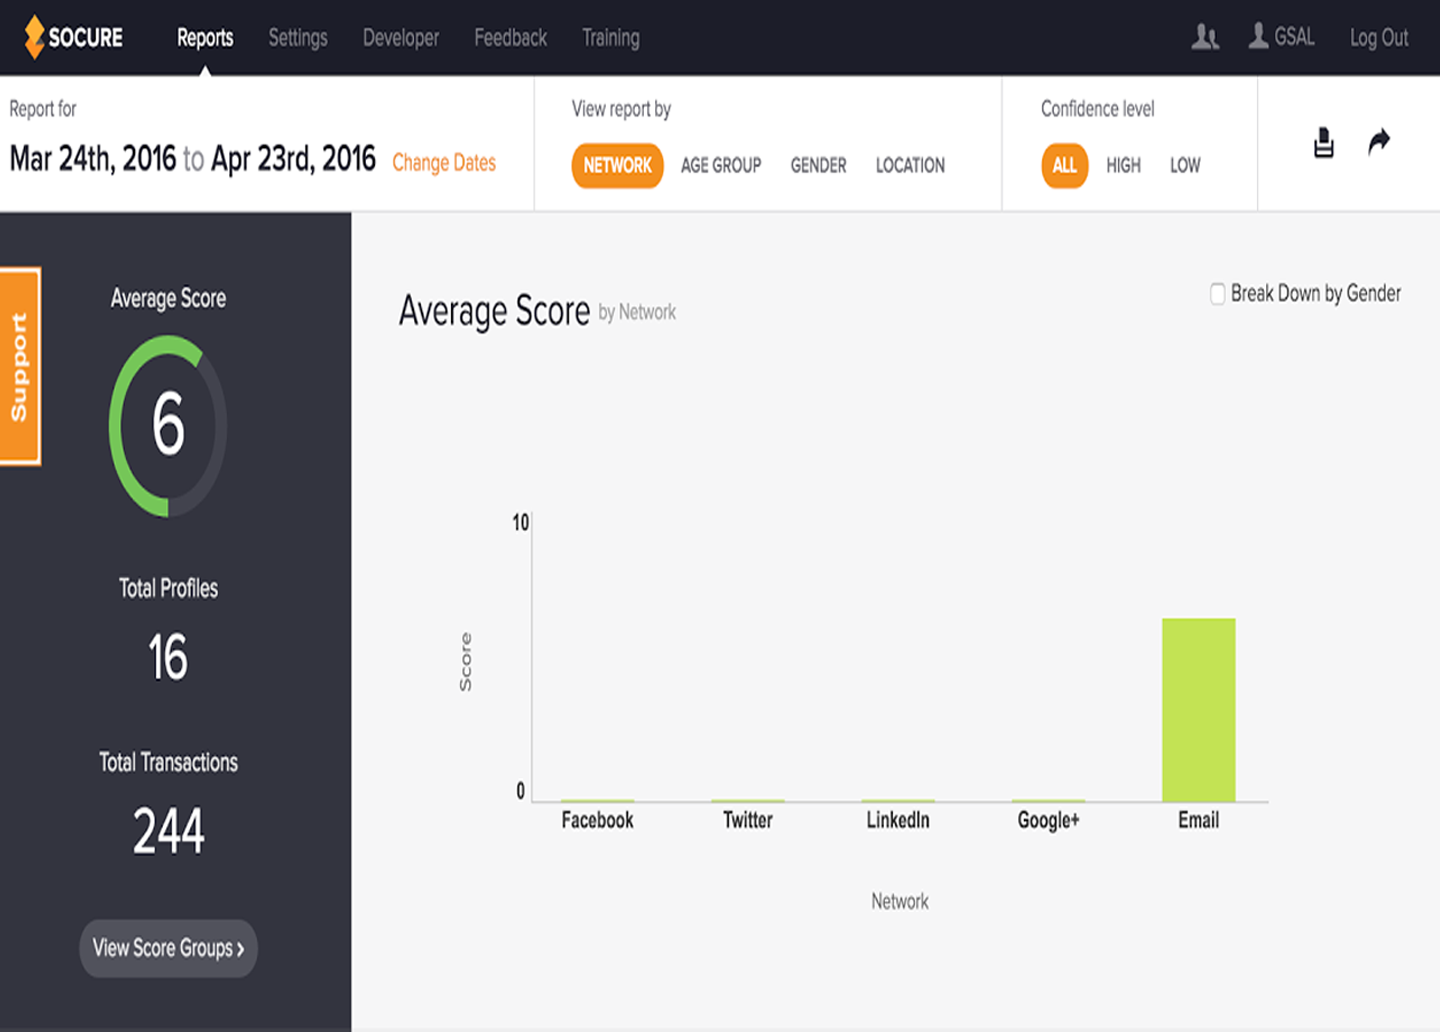 SOCURE
Reports Settings Developer Feedback Training GSAL Log Out
Report for
Mar 24th, 2016 to Apr 23rd, 2016 Change Dates
View report by
NETWORK AGE GROUP GENDER LOCATION
Confidence level
ALL HIGH LOW
Support
Average Score
6
Total Profiles
16
Total Transactions
244
View Score Groups ›
Average Score by Network
Break Down by Gender
10
Score
0
Facebook Twitter LinkedIn Google+ Email
Network